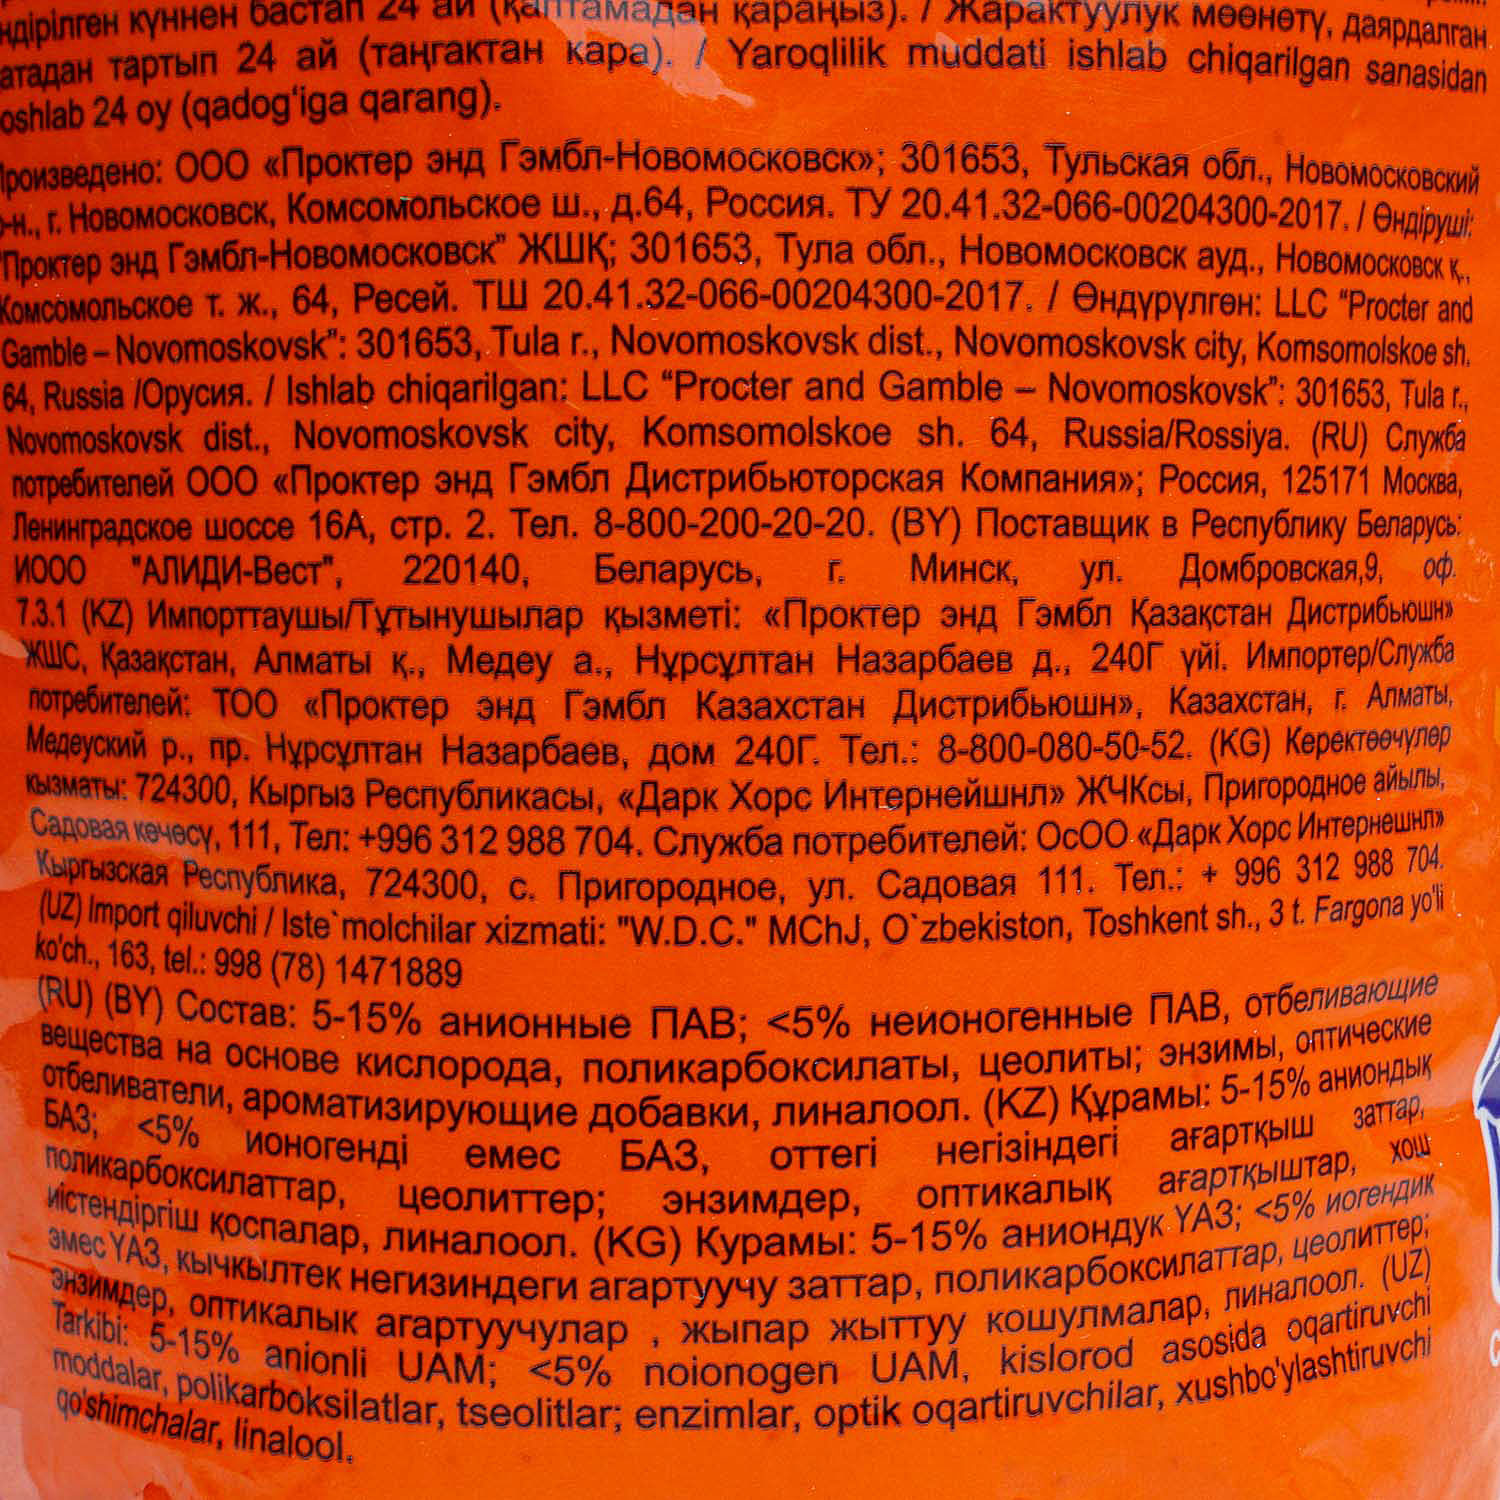 ндірілген күннен бастап 24 ай (қаптамадан қараңыз). / Жарактуулук мөөнөтү, даярдалган
атадан тартып 24 ай (таңгактан кара). / Yaroqlilik muddati ishlab chiqarilgan sanasidan
oshlab 24 oy (qadog‘iga qarang).
Произведено: ООО «Проктер энд Гэмбл-Новомосковск»; 301653, Тульская обл., Новомосковский
р-н., г. Новомосковск, Комсомольское ш., д.64, Россия. ТУ 20.41.32-066-00204300-2017. / Өндіруші:
"Проктер энд Гэмбл-Новомосковск” ЖШҚ; 301653, Тула обл., Новомосковск ауд., Новомосковск қ.,
Комсомольское т. ж., 64, Ресей. ТШ 20.41.32-066-00204300-2017. / Өндүрүлгөн: LLC “Procter and
Gamble – Novomoskovsk”: 301653, Tula r., Novomoskovsk dist., Novomoskovsk city, Komsomolskoe sh.
64, Russia /Орусия. / Ishlab chiqarilgan: LLC “Procter and Gamble – Novomoskovsk”: 301653, Tula r.,
Novomoskovsk dist., Novomoskovsk city, Komsomolskoe sh. 64, Russia/Rossiya. (RU) Служба
потребителей ООО «Проктер энд Гэмбл Дистрибьюторская Компания»; Россия, 125171 Москва,
Ленинградское шоссе 16А, стр. 2. Тел. 8-800-200-20-20. (BY) Поставщик в Республику Беларусь:
ИООО "АЛИДИ-Вест", 220140, Беларусь, г. Минск, ул. Домбровская,9, оф.
7.3.1 (KZ) Импорттаушы/Тұтынушылар қызметі: «Проктер энд Гэмбл Қазақстан Дистрибьюшн»
ЖШС, Қазақстан, Алматы қ., Медеу а., Нұрсұлтан Назарбаев д., 240Г үйі. Импортер/Служба
потребителей: ТОО «Проктер энд Гэмбл Казахстан Дистрибьюшн», Казахстан, г. Алматы,
Медеуский р., пр. Нұрсұлтан Назарбаев, дом 240Г. Тел.: 8-800-080-50-52. (KG) Керектөөчүлөр
кызматы: 724300, Кыргыз Республикасы, «Дарк Хорс Интернейшнл» ЖЧКсы, Пригородное айылы,
Садовая көчөсү, 111, Тел: +996 312 988 704. Служба потребителей: ОсОО «Дарк Хорс Интернешнл»
Кыргызская Республика, 724300, с. Пригородное, ул. Садовая 111. Тел.: + 996 312 988 704.
(UZ) Import qiluvchi / Iste`molchilar xizmati: "W.D.C." MChJ, O`zbekiston, Toshkent sh., 3 t. Fargona yo'li
ko'ch., 163, tel.: 998 (78) 1471889
(RU) (BY) Состав: 5-15% анионные ПАВ; <5% неионогенные ПАВ, отбеливающие
вещества на основе кислорода, поликарбоксилаты, цеолиты; энзимы, оптические
отбеливатели, ароматизирующие добавки, линалоол. (KZ) Құрамы: 5-15% аниондық
БАЗ; <5% ионогенді емес БАЗ, оттегі негізіндегі ағартқыш заттар,
поликарбоксилаттар, цеолиттер; энзимдер, оптикалық ағартқыштар, хош
иістендіргіш қоспалар, линалоол. (KG) Курамы: 5-15% аниондук ҮАЗ; <5% иогендик
эмес ҮАЗ, кычкылтек негизиндеги агартуучу заттар, поликарбоксилаттар, цеолиттер;
энзимдер, оптикалык агартуучулар , жыпар жыттуу кошулмалар, линалоол. (UZ)
Tarkibi: 5-15% anionli UAM; <5% noionogen UAM, kislorod asosida oqartiruvchi
moddalar, polikarboksilatlar, tseolitlar; enzimlar, optik oqartiruvchilar, xushbo'ylashtiruvchi
qo'shimchalar, linalool.